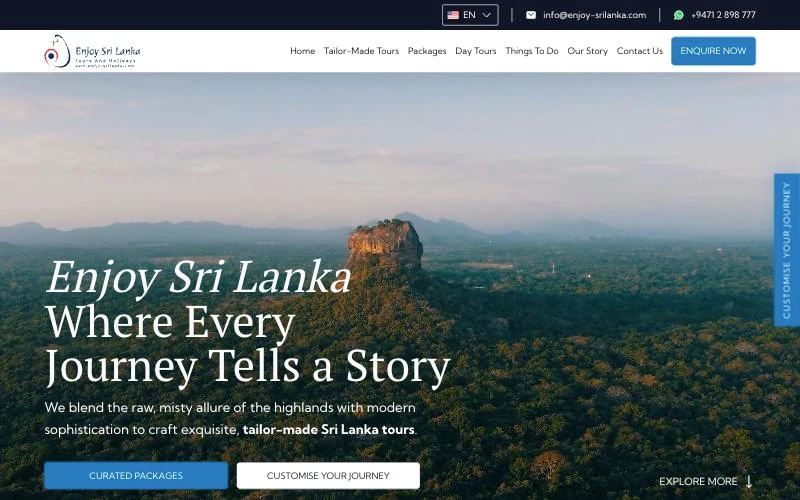 EN
info@enjoy-srilanka.com
+9471 2 898 777
Enjoy Sri Lanka
Tours And Holidays
Home
Tailor-Made Tours
Packages
Day Tours
Things To Do
Our Story
Contact Us
ENQUIRE NOW
CUSTOMISE YOUR JOURNEY
Enjoy Sri Lanka
Where Every
Journey Tells a Story
We blend the raw, misty allure of the highlands with modern
sophistication to craft exquisite, tailor-made Sri Lanka tours.
CURATED PACKAGES
CUSTOMISE YOUR JOURNEY
EXPLORE MORE